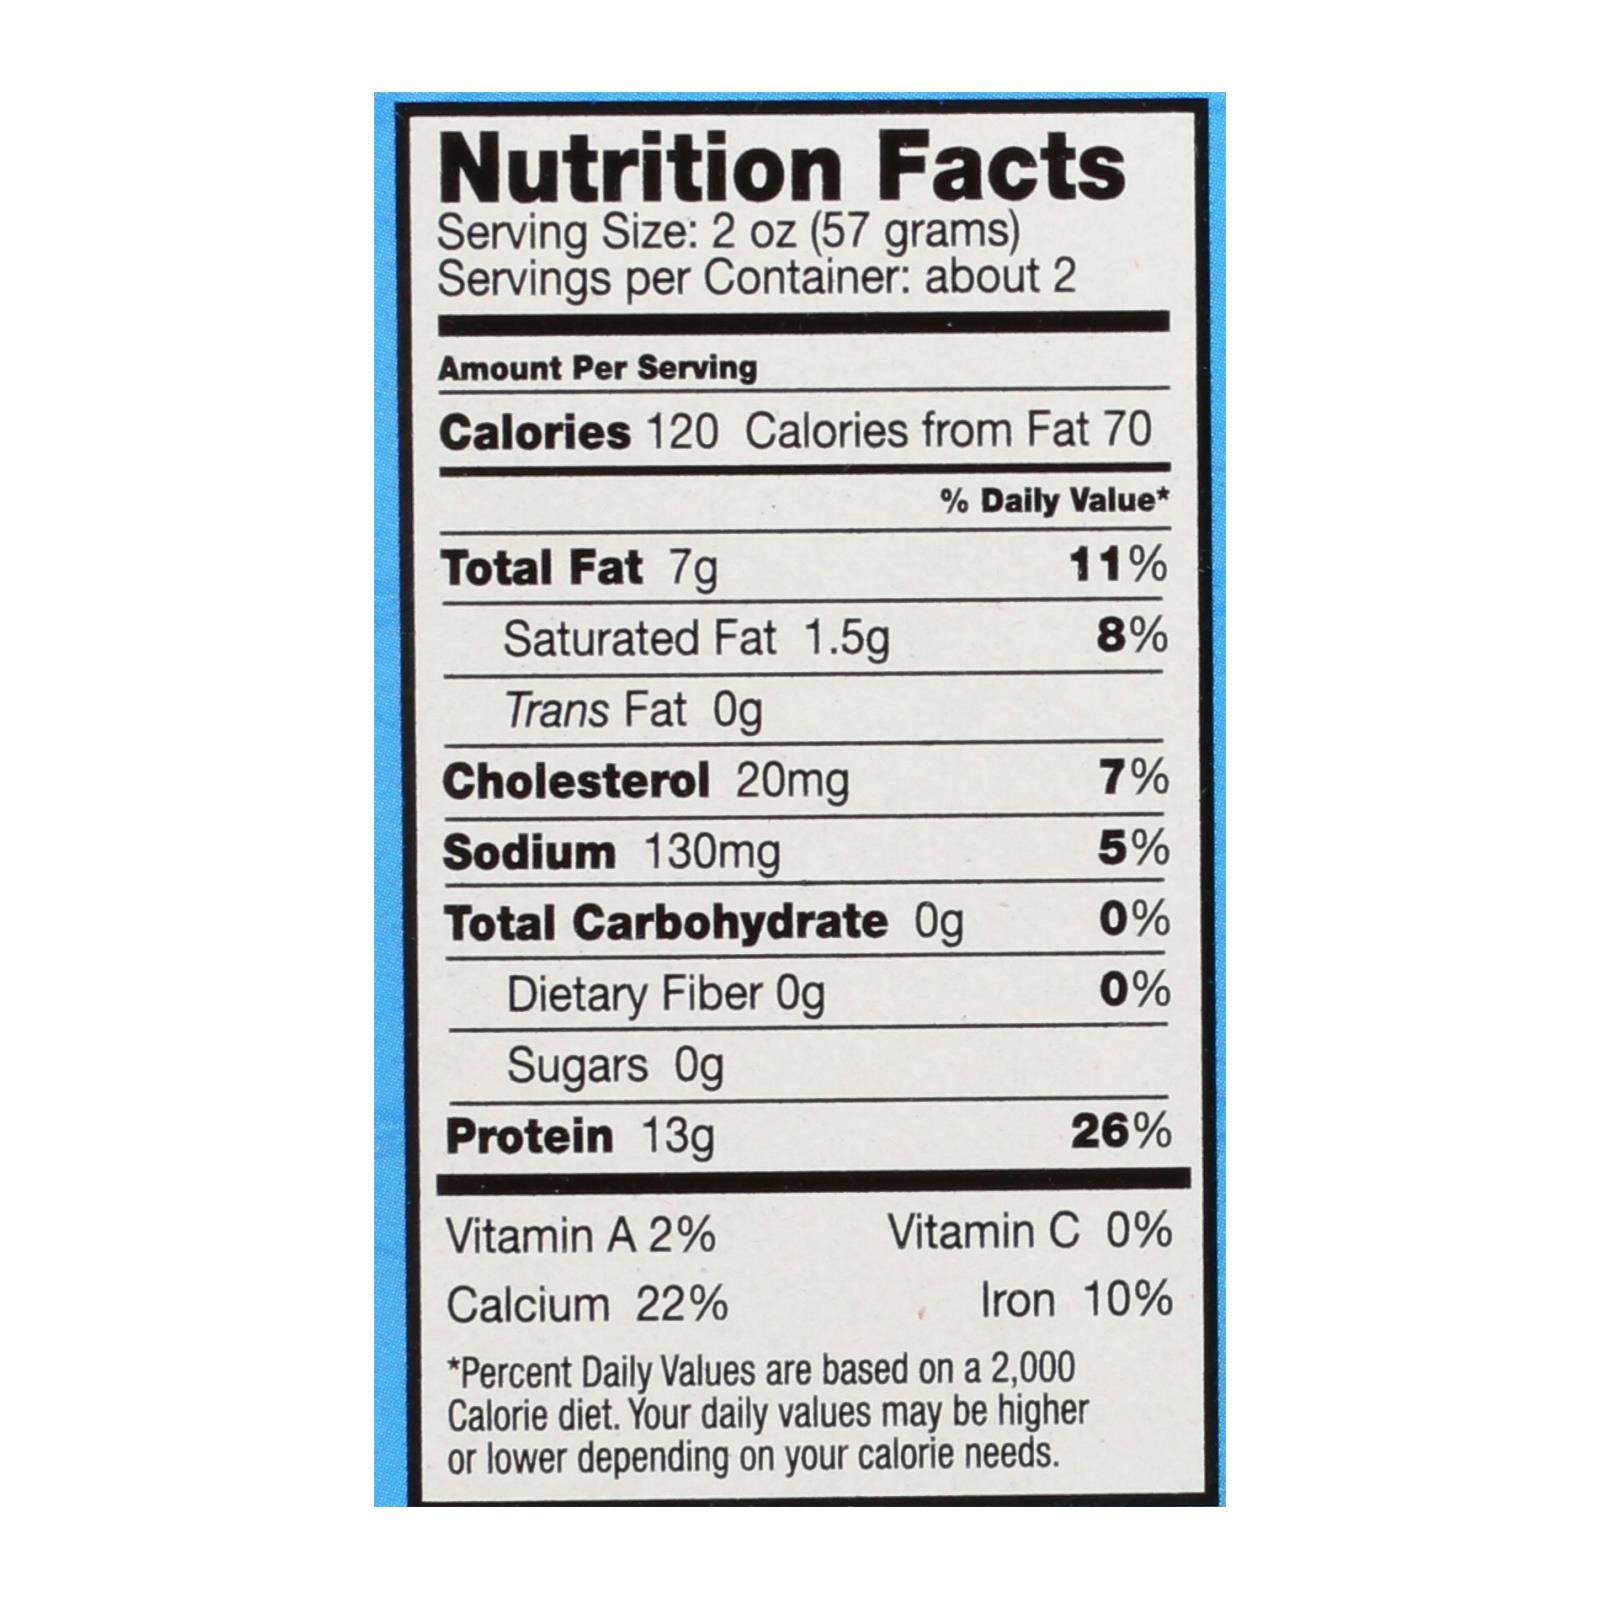 Nutrition Facts
Serving Size: 2 oz (57 grams)
Servings per Container: about 2
Amount Per Serving
Calories 120 Calories from Fat 70
% Daily Value*
Total Fat 7g 11%
Saturated Fat 1.5g 8%
Trans Fat 0g
Cholesterol 20mg 7%
Sodium 130mg 5%
Total Carbohydrate 0g 0%
Dietary Fiber 0g 0%
Sugars 0g
Protein 13g 26%
Vitamin A 2% Vitamin C 0%
Calcium 22% Iron 10%
*Percent Daily Values are based on a 2,000
Calorie diet. Your daily values may be higher
or lower depending on your calorie needs.